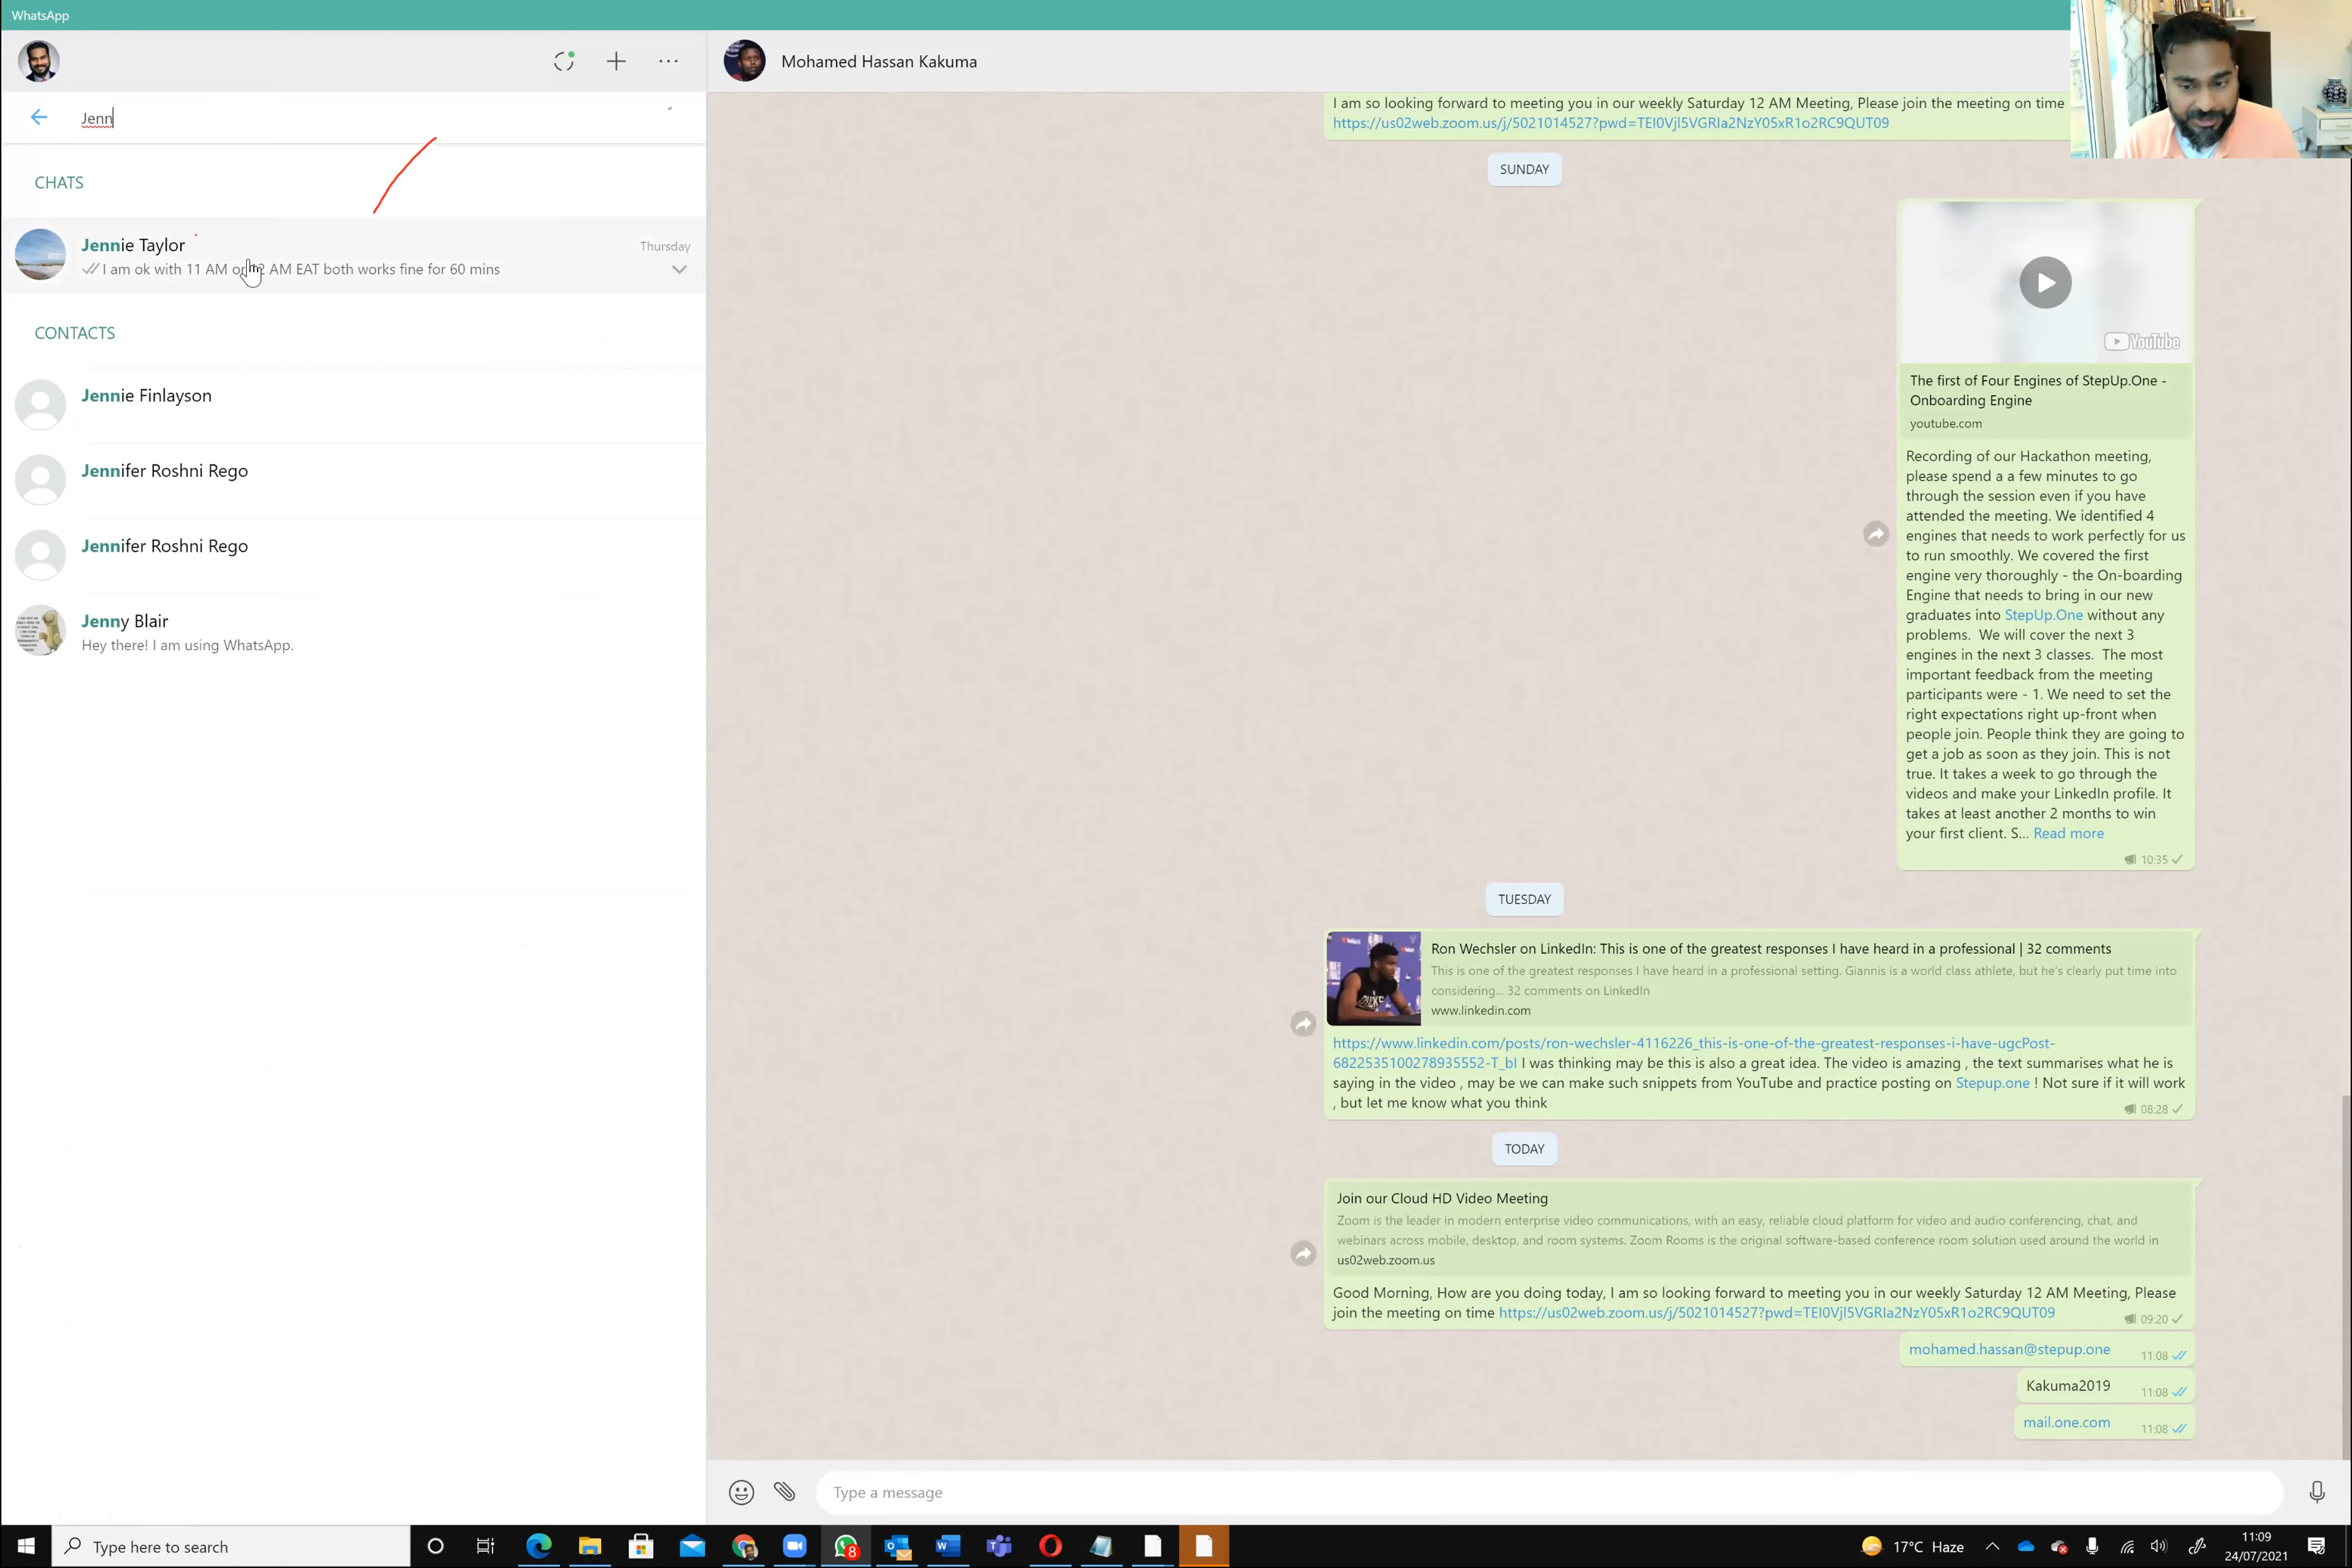 WhatsApp
Mohamed Hassan Kakuma
Jenn
CHATS
Jennie Taylor
Thursday
I am ok with 11 AM or AM EAT both works fine for 60 mins
CONTACTS
Jennie Finlayson
Jennifer Roshni Rego
Jennifer Roshni Rego
Jenny Blair
Hey there! I am using WhatsApp.
I am so looking forward to meeting you in our weekly Saturday 12 AM Meeting, Please join the meeting on time
https://us02web.zoom.us/j/5021014527?pwd=TEI0Vjl5VGRIa2NzY05xR1o2RC9QUT09
SUNDAY
YouTube
The first of Four Engines of StepUp.One -
Onboarding Engine
youtube.com
Recording of our Hackathon meeting,
please spend a a few minutes to go
through the session even if you have
attended the meeting. We identified 4
engines that needs to work perfectly for us
to run smoothly. We covered the first
engine very thoroughly - the On-boarding
Engine that needs to bring in our new
graduates into StepUp.One without any
problems. We will cover the next 3
engines in the next 3 classes. The most
important feedback from the meeting
participants were - 1. We need to set the
right expectations right up-front when
people join. People think they are going to
get a job as soon as they join. This is not
true. It takes a week to go through the
videos and make your LinkedIn profile. It
takes at least another 2 months to win
your first client. S... Read more
10:35
TUESDAY
Ron Wechsler on LinkedIn: This is one of the greatest responses I have heard in a professional | 32 comments
This is one of the greatest responses I have heard in a professional setting. Giannis is a world class athlete, but he's clearly put time into
considering... 32 comments on LinkedIn
www.linkedin.com
https://www.linkedin.com/posts/ron-wechsler-4116226_this-is-one-of-the-greatest-responses-i-have-ugcPost-
6822535100278935552-T_bI I was thinking may be this is also a great idea. The video is amazing , the text summarises what he is
saying in the video , may be we can make such snippets from YouTube and practice posting on Stepup.one ! Not sure if it will work
, but let me know what you think
08:28
TODAY
Join our Cloud HD Video Meeting
Zoom is the leader in modern enterprise video communications, with an easy, reliable cloud platform for video and audio conferencing, chat, and
webinars across mobile, desktop, and room systems. Zoom Rooms is the original software-based conference room solution used around the world in
us02web.zoom.us
Good Morning, How are you doing today, I am so looking forward to meeting you in our weekly Saturday 12 AM Meeting, Please
join the meeting on time https://us02web.zoom.us/j/5021014527?pwd=TEI0Vjl5VGRIa2NzY05xR1o2RC9QUT09
09:20
mohamed.hassan@stepup.one 11:08
Kakuma2019 11:08
mail.one.com 11:08
Type a message
Type here to search
8
17°C Haze
11:09
24/07/2021